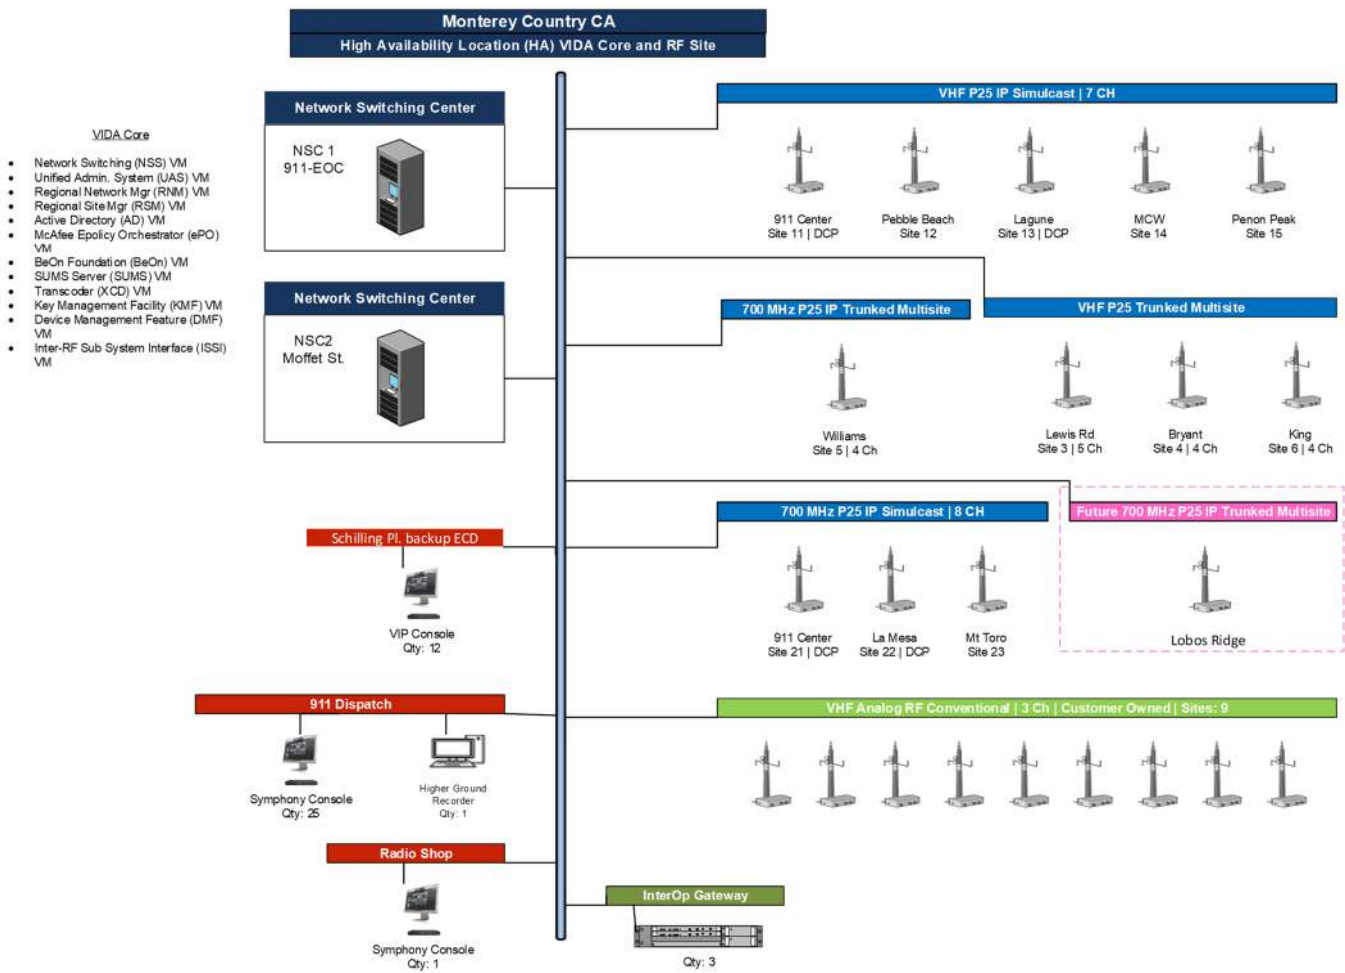 Monterey Country CA
High Availability Location (HA) VIDA Core and RF Site
VIDA Core
Network Switching (NSS) VM
Unified Admin. System (UAS) VM
Regional Network Mgr (RNM) VM
Regional Site Mgr (RSM) VM
Active Directory (AD) VM
McAfee Epolicy Orchestrator (ePO)
VM
BeOn Foundation (BeOn) VM
SUMS Server (SUMS) VM
Transcoder (XCD) VM
Key Management Facility (KMF) VM
Device Management Feature (DMF)
VM
Inter-RF Sub System Interface (ISSI)
VM
Network Switching Center
NSC 1
911-EOC
Network Switching Center
NSC2
Moffet St.
VHF P25 IP Simulcast | 7 CH
911 Center
Site 11 | DCP
Pebble Beach
Site 12
Lagune
Site 13 | DCP
MCW
Site 14
Penon Peak
Site 15
700 MHz P25 IP Trunked Multisite
Williams
Site 5 | 4 Ch
VHF P25 Trunked Multisite
Lewis Rd
Site 3 | 5 Ch
Bryant
Site 4 | 4 Ch
King
Site 6 | 4 Ch
700 MHz P25 IP Simulcast | 8 CH
911 Center
Site 21 | DCP
La Mesa
Site 22 | DCP
Mt Toro
Site 23
Future 700 MHz P25 IP Trunked Multisite
Lobos Ridge
Schilling Pl. backup ECD
VIP Console
Qty: 12
911 Dispatch
Symphony Console
Qty: 25
Higher Ground
Recorder
Qty: 1
VHF Analog RF Conventional | 3 Ch | Customer Owned | Sites: 9
Radio Shop
Symphony Console
Qty: 1
InterOp Gateway
Qty: 3